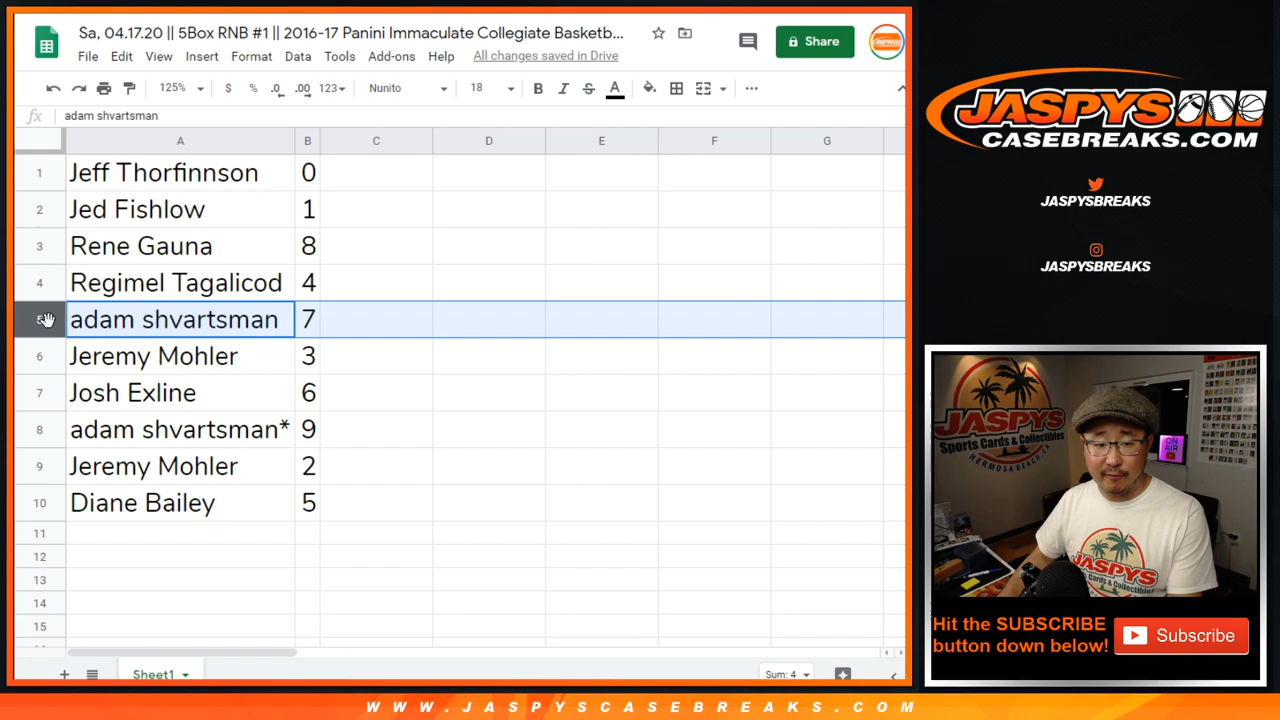 Sa, 04.17.20 || 5Box RNB #1 || 2016-17 Panini Immaculate Collegiate Basketb...
File Edit View Insert Format Data Tools Add-ons Help All changes saved in Drive
Share
125% $ % .0 .00 123 Nunito 18 B I S A
fx adam shvartsman
A B C D E F G
1 Jeff Thorfinnson 0
2 Jed Fishlow 1
3 Rene Gauna 8
4 Regimel Tagalicod 4
5 adam shvartsman 7
6 Jeremy Mohler 3
7 Josh Exline 6
8 adam shvartsman* 9
9 Jeremy Mohler 2
10 Diane Bailey 5
11
12
13
14
15
Sheet1
Sum: 4
JASPYS
CASEBREAKS.COM
JASPYSBREAKS
JASPYSBREAKS
JASPYS
Sports Cards & Collectibles
HERMOSA BEACH, CA
ON AIR
JASPYS
Hit the SUBSCRIBE
button down below!
Subscribe
WWW.JASPYSCASEBREAKS.COM